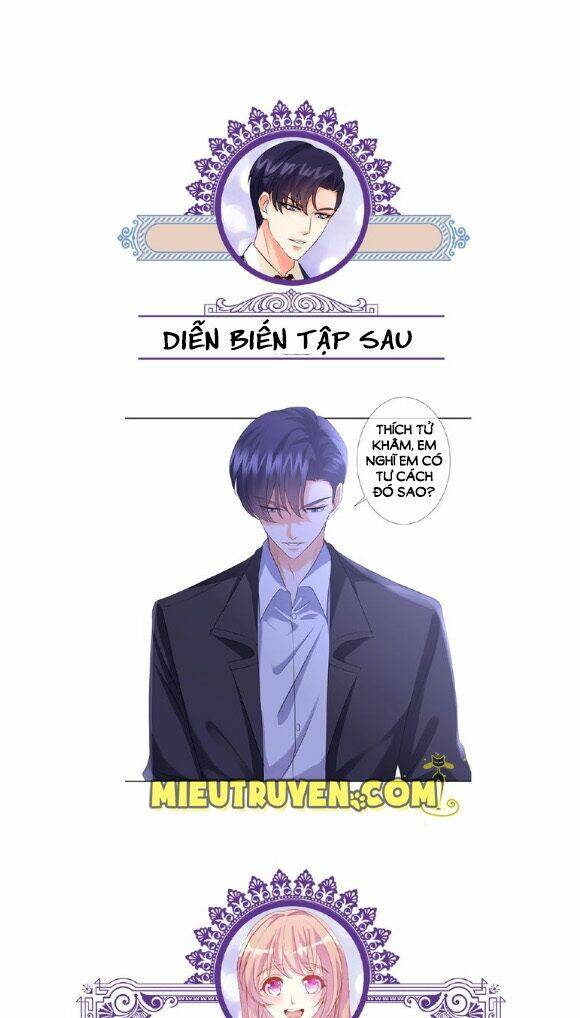 DIỄN BIẾN TẬP SAU
THÍCH TỬ
KHÂM, EM
NGHĨ EM CÓ
TƯ CÁCH
ĐÓ SAO?
MIEUTRUYEN.COM